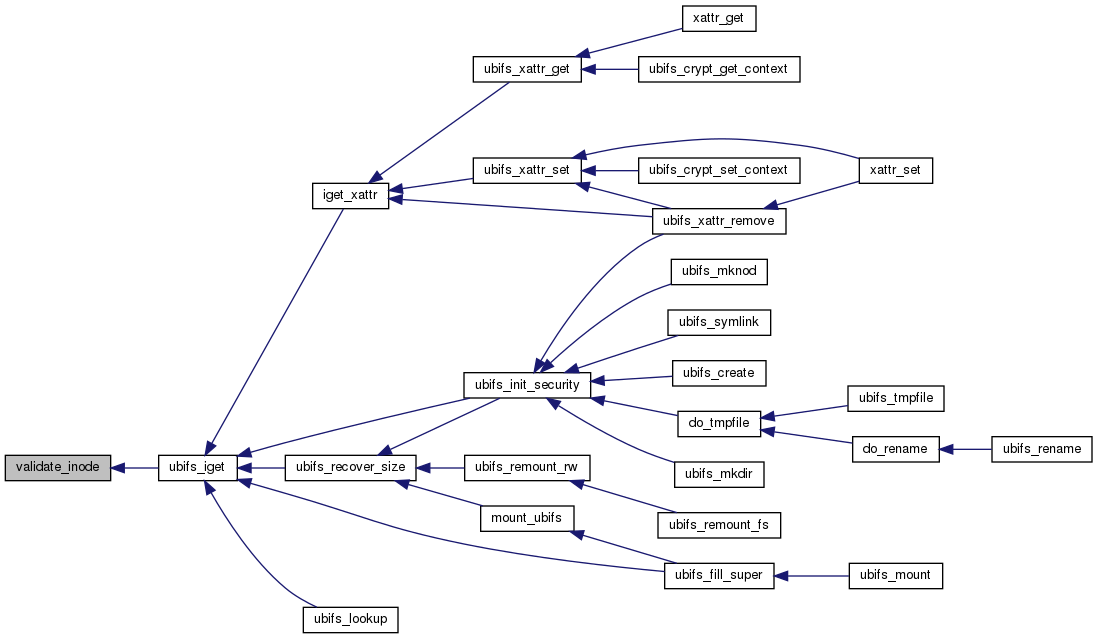 xattr_get
ubifs_xattr_get
ubifs_crypt_get_context
ubifs_xattr_set
ubifs_crypt_set_context
xattr_set
iget_xattr
ubifs_xattr_remove
ubifs_mknod
ubifs_symlink
ubifs_create
ubifs_init_security
ubifs_tmpfile
do_tmpfile
do_rename
ubifs_rename
validate_inode
ubifs_iget
ubifs_recover_size
ubifs_remount_rw
ubifs_mkdir
mount_ubifs
ubifs_remount_fs
ubifs_fill_super
ubifs_mount
ubifs_lookup